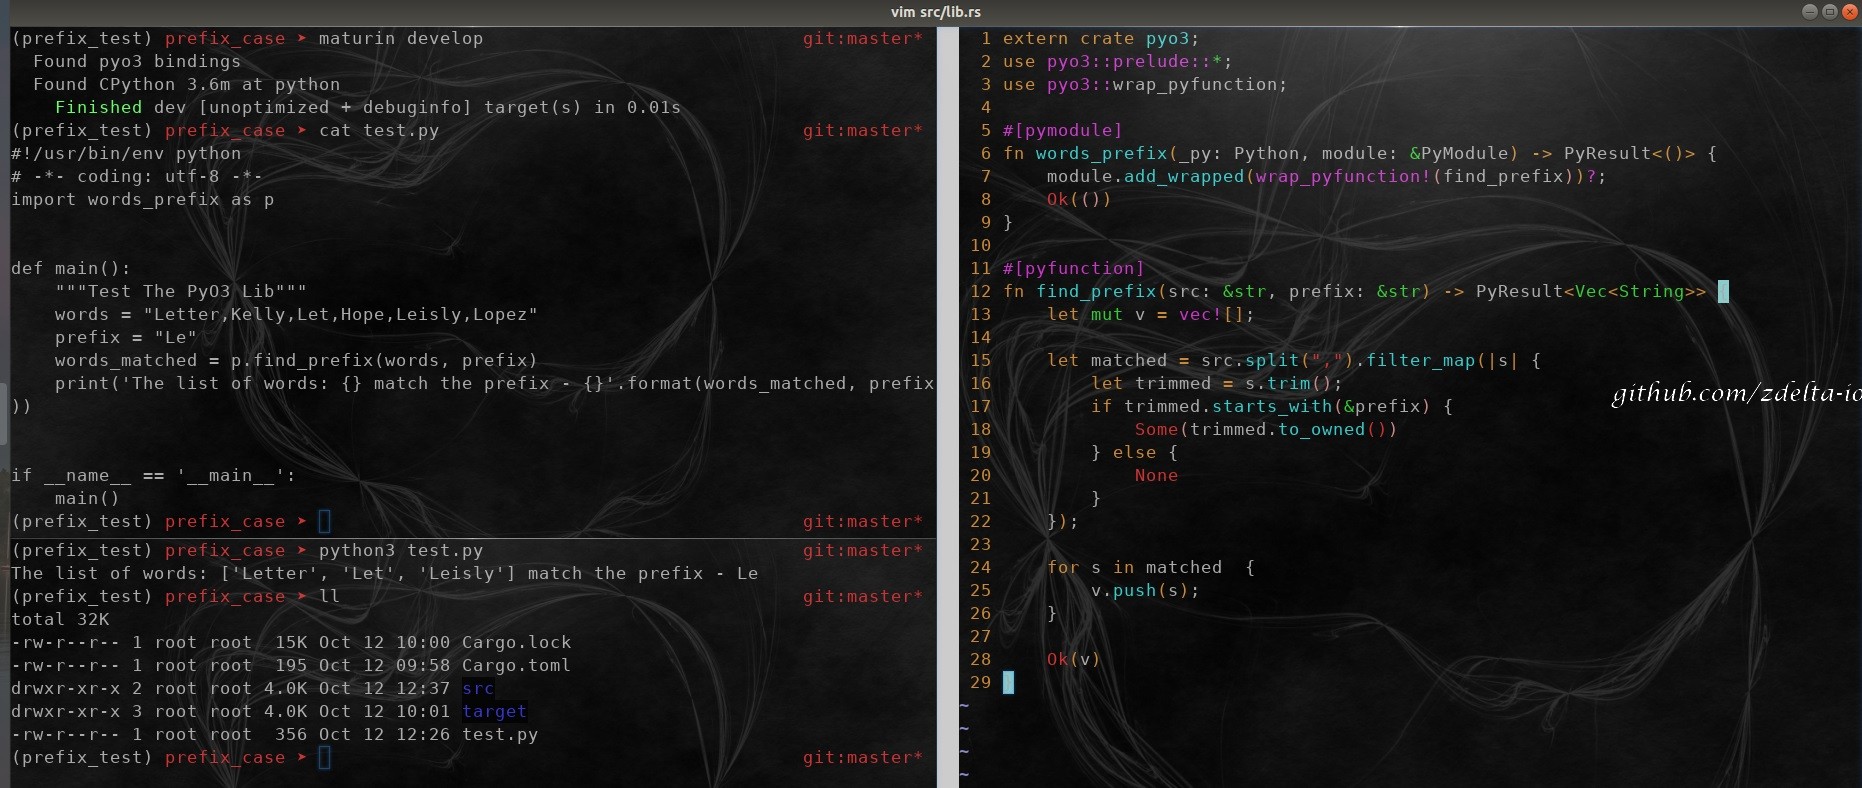 vim src/lib.rs
(prefix_test) prefix_case ➤ maturin develop git:master*
  Found pyo3 bindings
  Found CPython 3.6m at python
    Finished dev [unoptimized + debuginfo] target(s) in 0.01s
(prefix_test) prefix_case ➤ cat test.py git:master*
#!/usr/bin/env python
# -*- coding: utf-8 -*-
import words_prefix as p
def main():
    """Test The PyO3 Lib"""
    words = "Letter,Kelly,Let,Hope,Leisly,Lopez"
    prefix = "Le"
    words_matched = p.find_prefix(words, prefix)
    print('The list of words: {} match the prefix - {}'.format(words_matched, prefix
))
if __name__ == '__main__':
    main()
(prefix_test) prefix_case ➤ git:master*
(prefix_test) prefix_case ➤ python3 test.py git:master*
The list of words: ['Letter', 'Let', 'Leisly'] match the prefix - Le
(prefix_test) prefix_case ➤ ll git:master*
total 32K
-rw-r--r-- 1 root root  15K Oct 12 10:00 Cargo.lock
-rw-r--r-- 1 root root  195 Oct 12 09:58 Cargo.toml
drwxr-xr-x 2 root root 4.0K Oct 12 12:37 src
drwxr-xr-x 3 root root 4.0K Oct 12 10:01 target
-rw-r--r-- 1 root root  356 Oct 12 12:26 test.py
(prefix_test) prefix_case ➤ git:master*
1 extern crate pyo3;
2 use pyo3::prelude::*;
3 use pyo3::wrap_pyfunction;
4
5 #[pymodule]
6 fn words_prefix(_py: Python, module: &PyModule) -> PyResult<()> {
7     module.add_wrapped(wrap_pyfunction!(find_prefix))?;
8     Ok(())
9 }
10
11 #[pyfunction]
12 fn find_prefix(src: &str, prefix: &str) -> PyResult<Vec<String>> {
13     let mut v = vec![];
14
15     let matched = src.split(",").filter_map(|s| {
16         let trimmed = s.trim();
17         if trimmed.starts_with(&prefix) {
18             Some(trimmed.to_owned())
19         } else {
20             None
21         }
22     });
23
24     for s in matched  {
25         v.push(s);
26     }
27
28     Ok(v)
29 }
~
~
~
~
github.com/zdelta-io